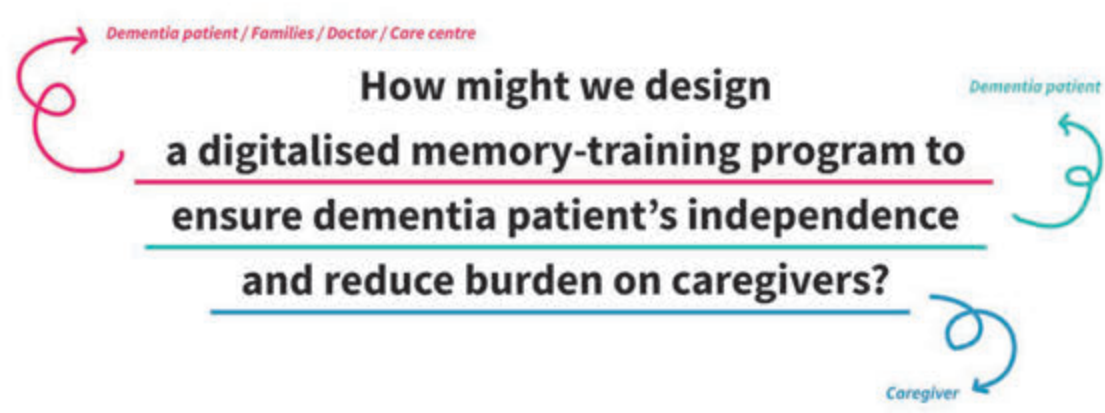 Dementia patient / Families / Doctor / Care centre
How might we design
Dementia patient
a digitalised memory-training program to
ensure dementia patient's independence
and reduce burden on caregivers?
Caregiver